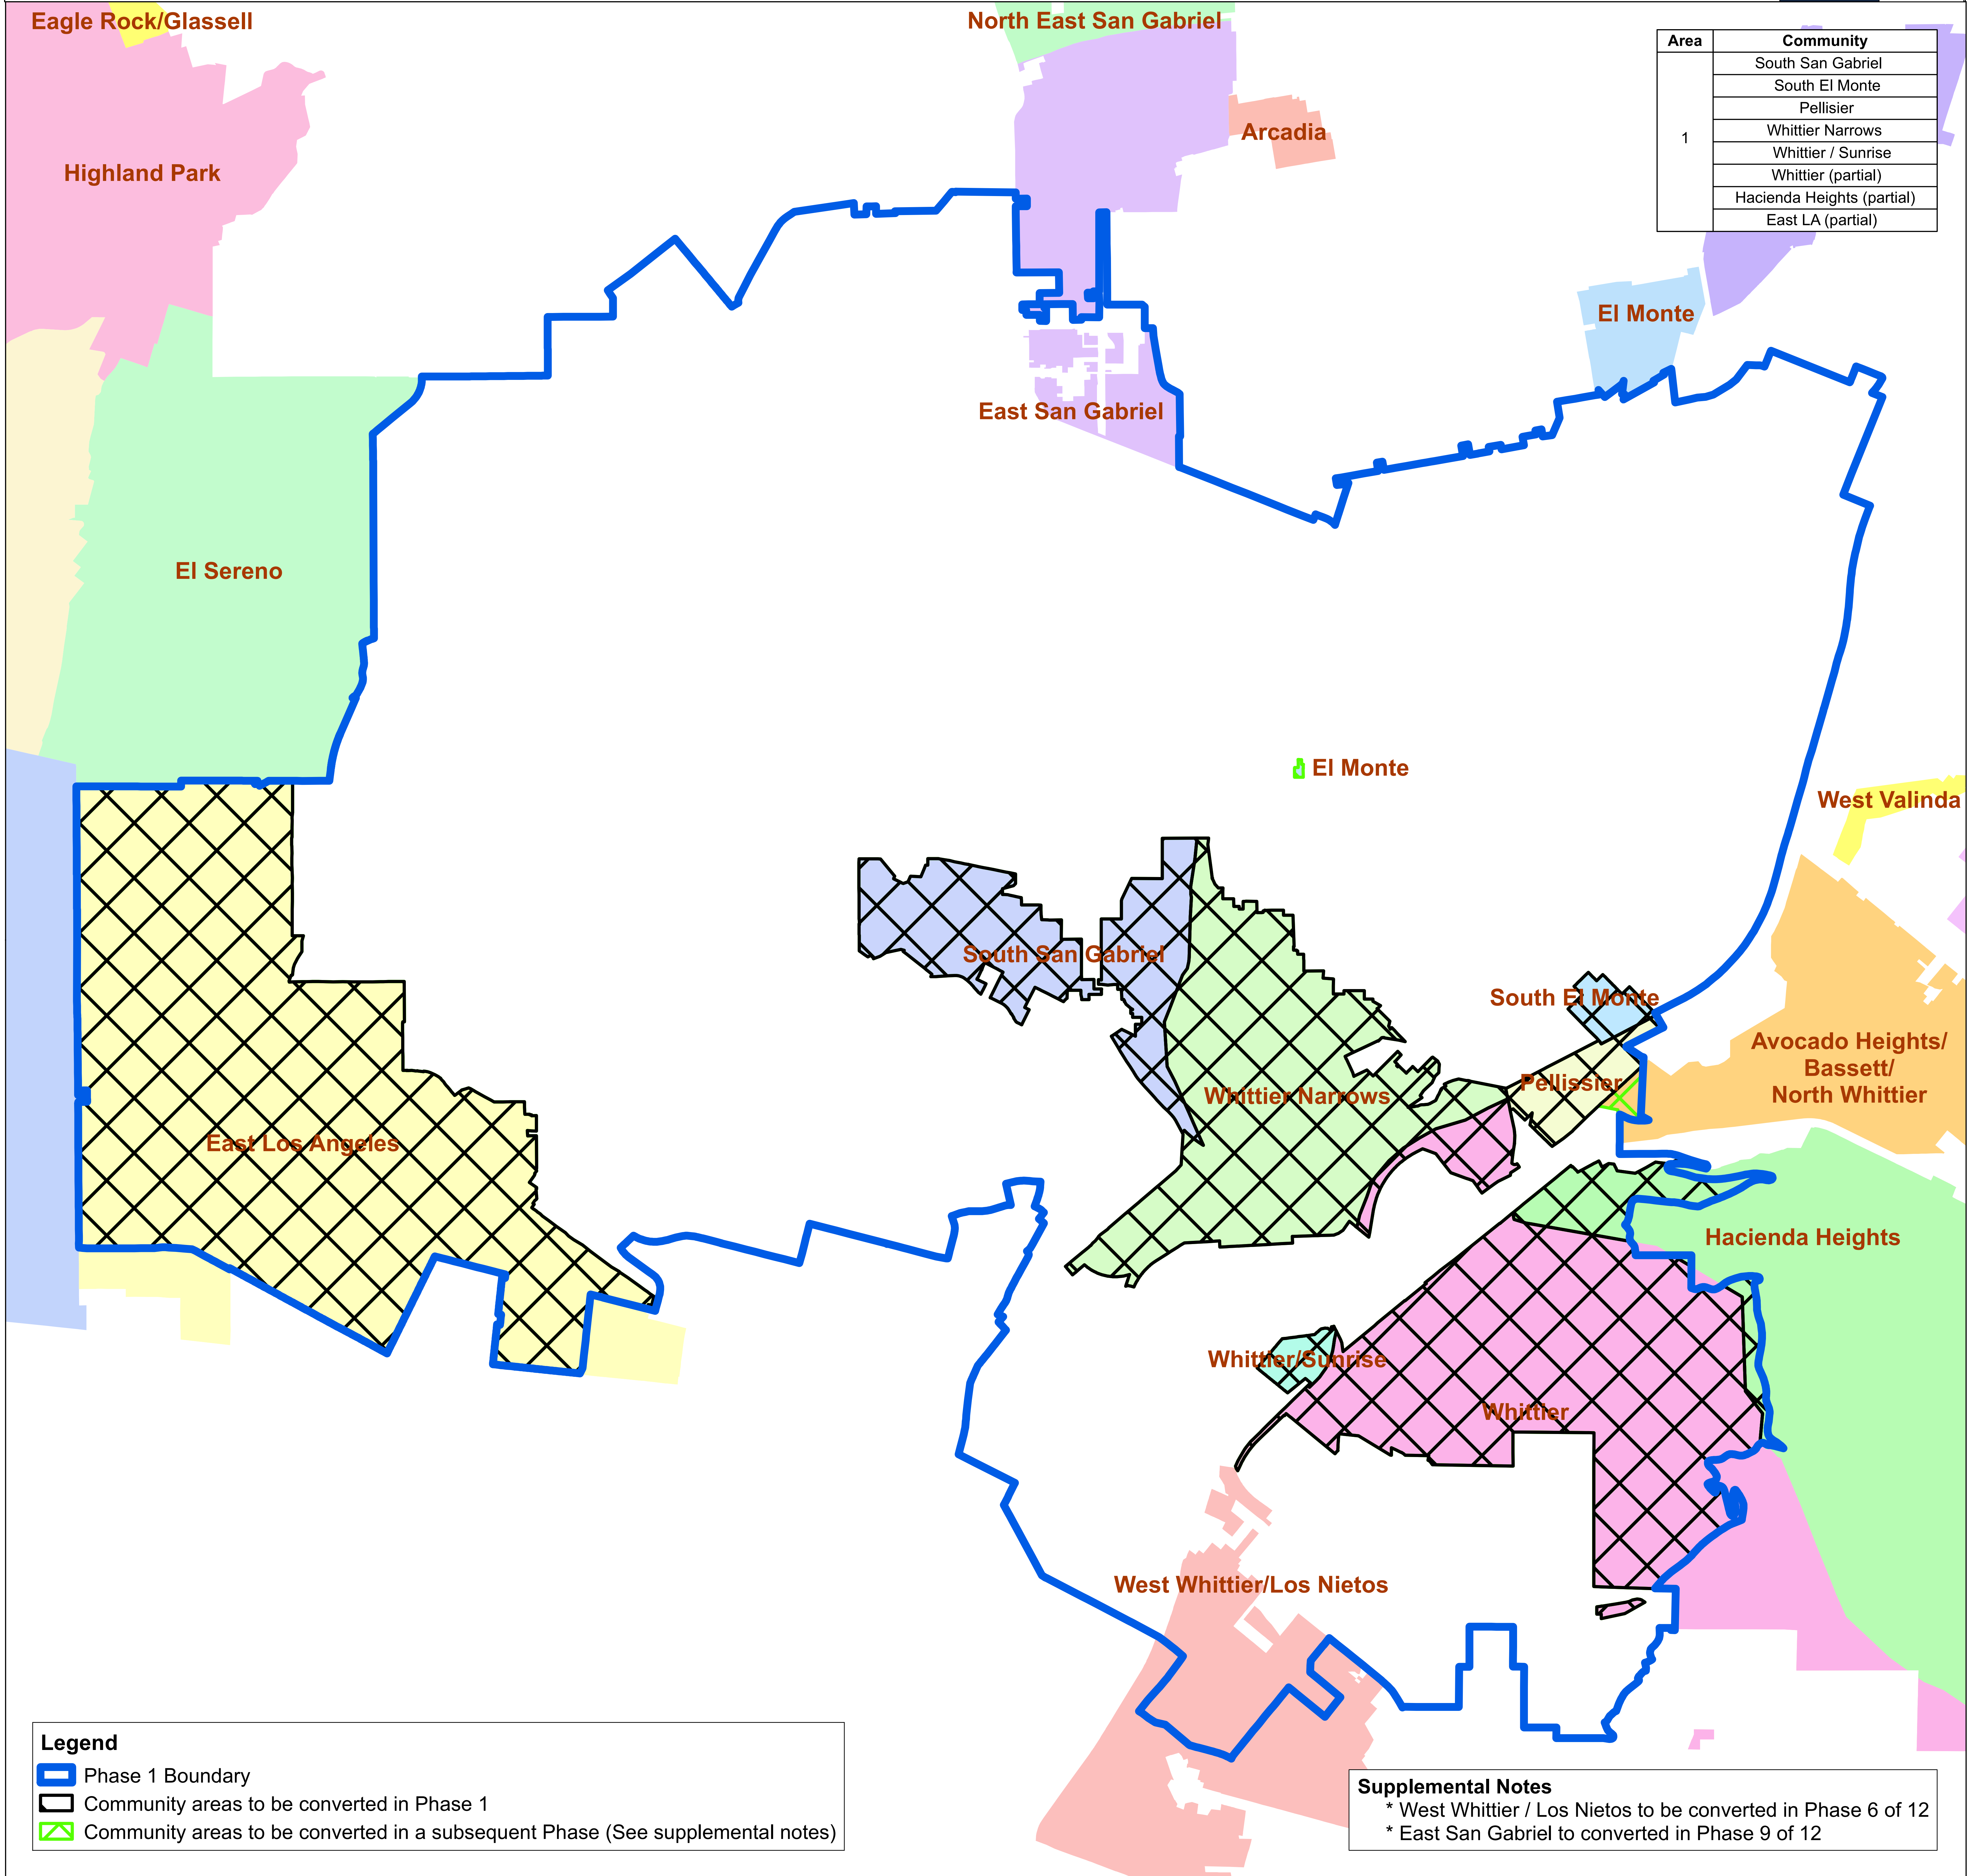 Eagle Rock/Glassell
North East San Gabriel
Area Community
South San Gabriel
South El Monte
Pellisier
1
Whittier Narrows
Whittier / Sunrise
Whittier (partial)
Hacienda Heights (partial)
East LA (partial)
Arcadia
Highland Park
El Monte
East San Gabriel
El Sereno
El Monte
West Valinda
South San Gabriel
South El Monte
Avocado Heights/
Bassett/
North Whittier
Pellissier
Whittier Narrows
East Los Angeles
Hacienda Heights
Whittier/Sunrise
Whittier
West Whittier/Los Nietos
Legend
Phase 1 Boundary
Community areas to be converted in Phase 1
Community areas to be converted in a subsequent Phase (See supplemental notes)
Supplemental Notes
* West Whittier / Los Nietos to be converted in Phase 6 of 12
* East San Gabriel to converted in Phase 9 of 12